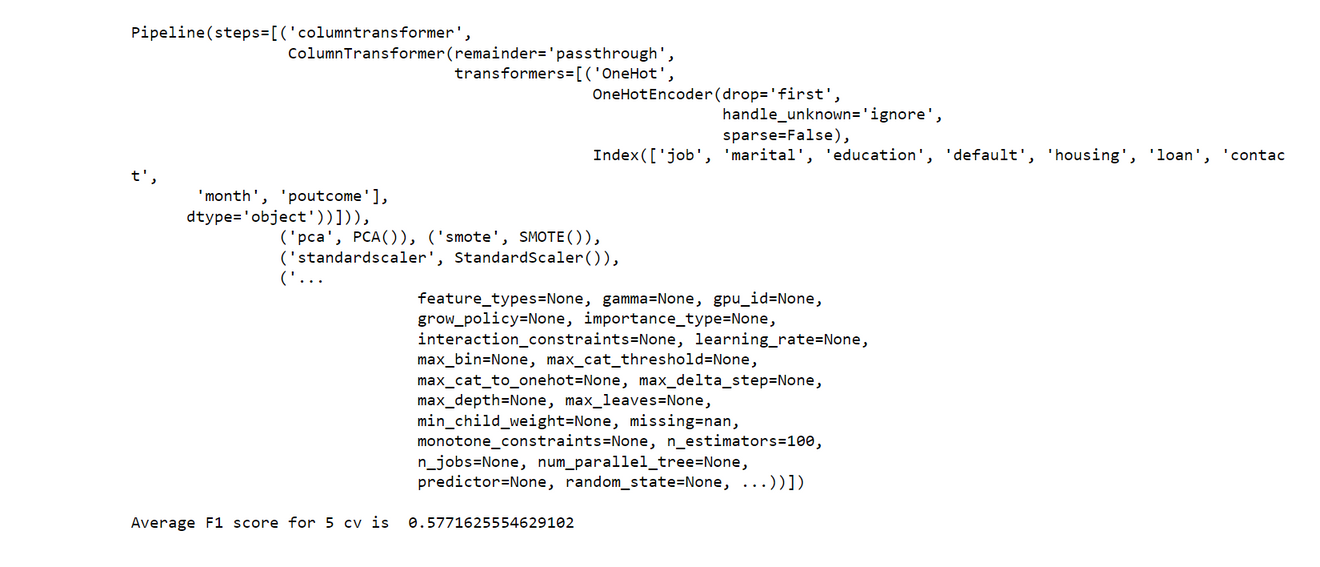 Pipeline(steps=[('columntransformer',
ColumnTransformer(remainder='passthrough',
transformers=[('OneHot',
OneHotEncoder(drop='first',
handle_unknown='ignore',
sparse=False),
Index(['job', 'marital', 'education', 'default', 'housing', 'loan', 'contac
t',
'month', 'poutcome'],
dtype='object'))])),
('pca', PCA()), ('smote', SMOTE()),
('standardscaler', StandardScaler()),
('...
feature_types=None, gamma=None, gpu_id=None,
grow_policy=None, importance_type=None,
interaction_constraints=None, learning_rate=None,
max_bin=None, max_cat_threshold=None,
max_cat_to_onehot=None, max_delta_step=None,
max_depth=None, max_leaves=None,
min_child_weight=None, missing=nan,
monotone_constraints=None, n_estimators=100,
n_jobs=None, num_parallel_tree=None,
predictor=None, random_state=None, ...))])
Average F1 score for 5 cv is  0.5771625554629102